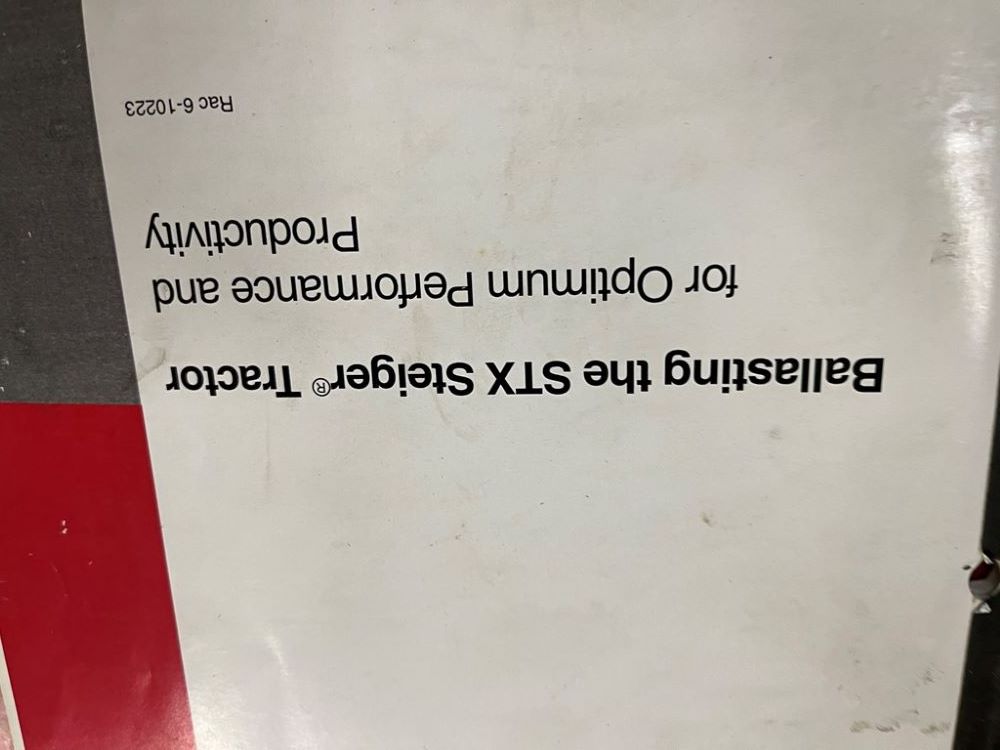 Ballasting the STX Steiger® Tractor
for Optimum Performance and
Productivity
Rac 6-10223